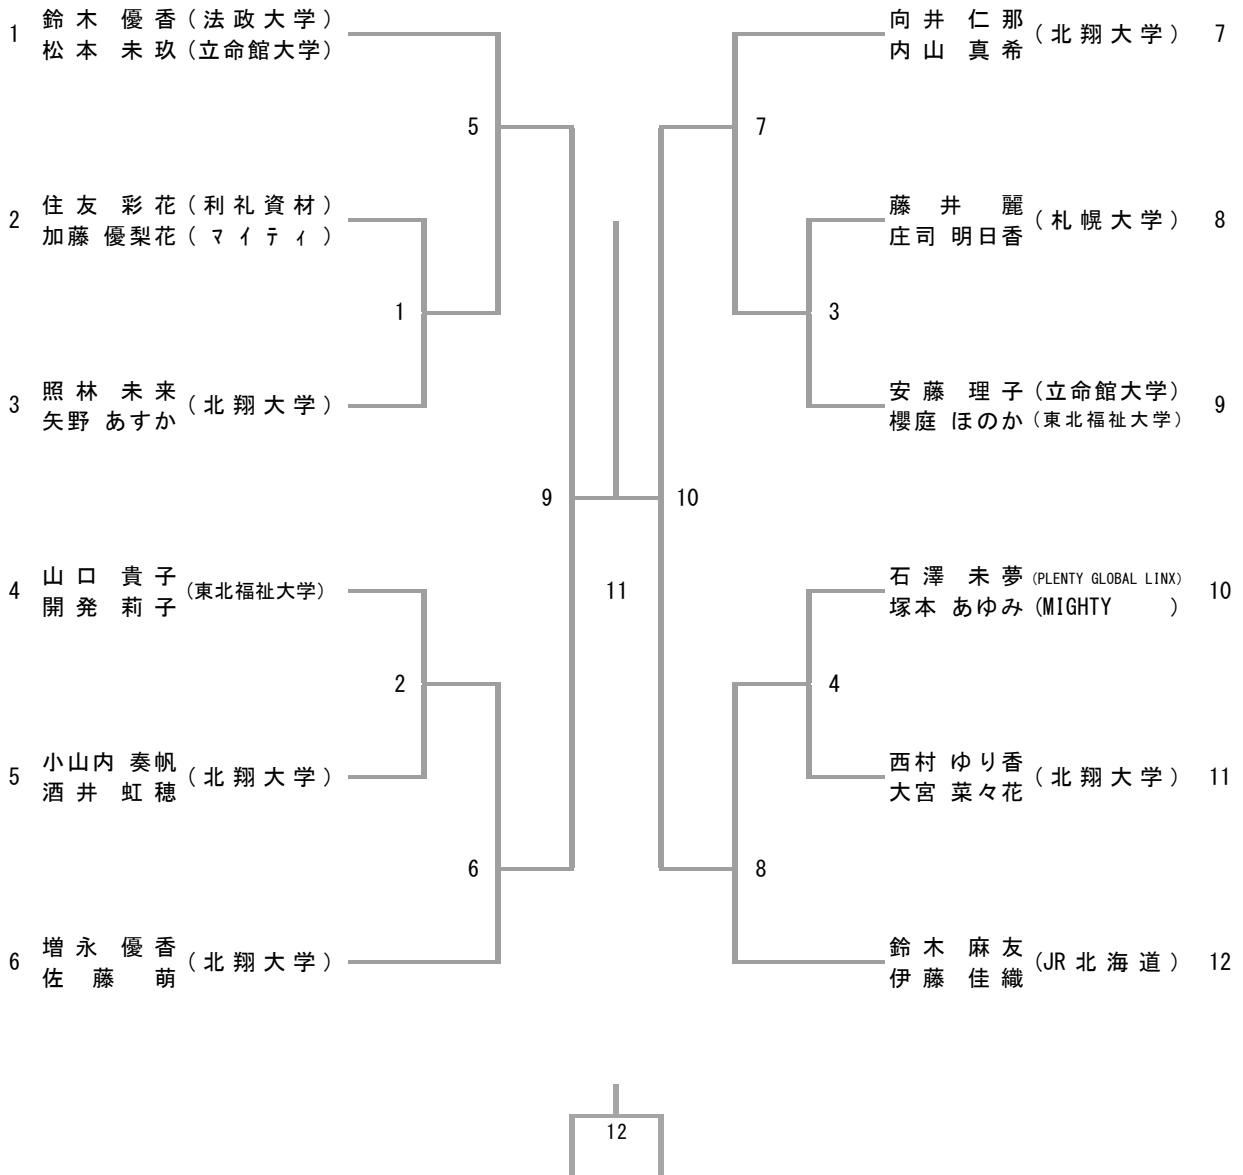 1 鈴木 優香 (法政大学)
松本 未玖 (立命館大学)
2 住友 彩花 (利礼資材)
加藤 優梨花 (マイティ)
3 照林 未来 (北翔大学)
矢野 あすか
4 山口 貴子 (東北福祉大学)
開発 莉子
5 小山内 奏帆 (北翔大学)
酒井 虹穂
6 増永 優香 (北翔大学)
佐藤 萌
5
1
9
2
6
11
向井 仁那 (北翔大学) 7
内山 真希
藤井 麗 (札幌大学) 8
庄司 明日香
安藤 理子 (立命館大学) 9
櫻庭 ほのか (東北福祉大学)
石澤 未夢 (PLENTY GLOBAL LINX) 10
塚本 あゆみ (MIGHTY )
西村 ゆり香 (北翔大学) 11
大宮 菜々花
鈴木 麻友 (JR北海道) 12
伊藤 佳織
7
3
10
4
8
12